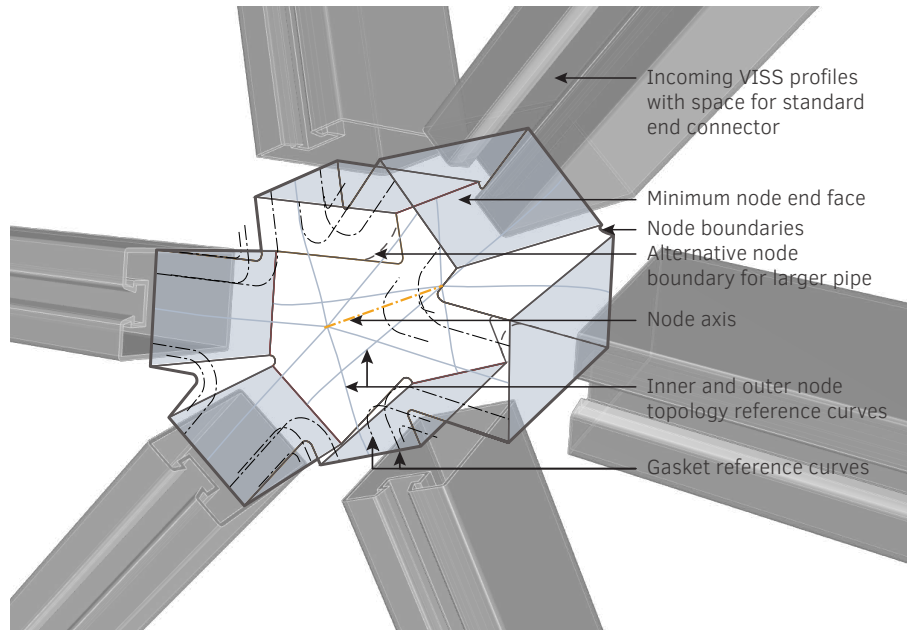 Incoming VISS profiles
with space for standard
end connector
Minimum node end face
Node boundaries
Alternative node
boundary for larger pipe
Node axis
Inner and outer node
topology reference curves
Gasket reference curves